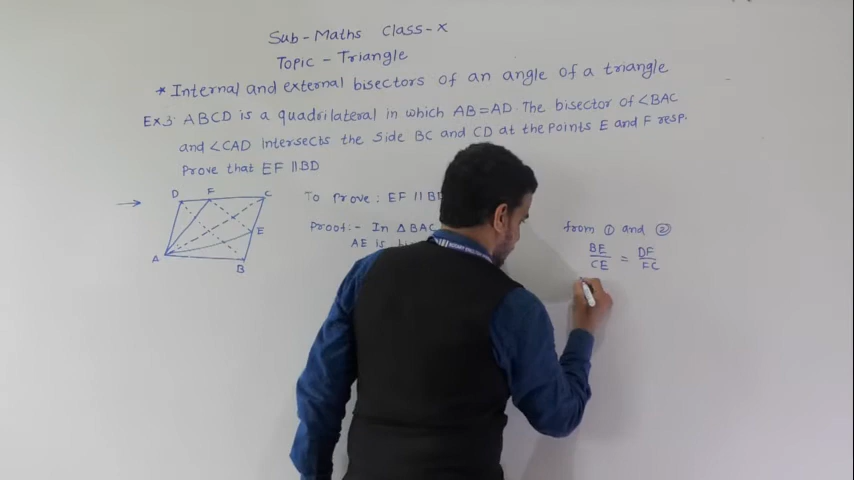 Sub-Maths Class-X
Topic - Triangle
* Internal and external bisectors of an angle of a triangle
Ex 3: ABCD is a quadrilateral in which AB=AD. The bisector of ∠BAC
and ∠CAD intersects the side BC and CD at the points E and F resp.
Prove that EF ∥ BD
→ D F C
E
A B
To Prove: EF ∥ BD
Proof:- In △BAC
AE is
from ① and ②
BE/CE = DF/FC